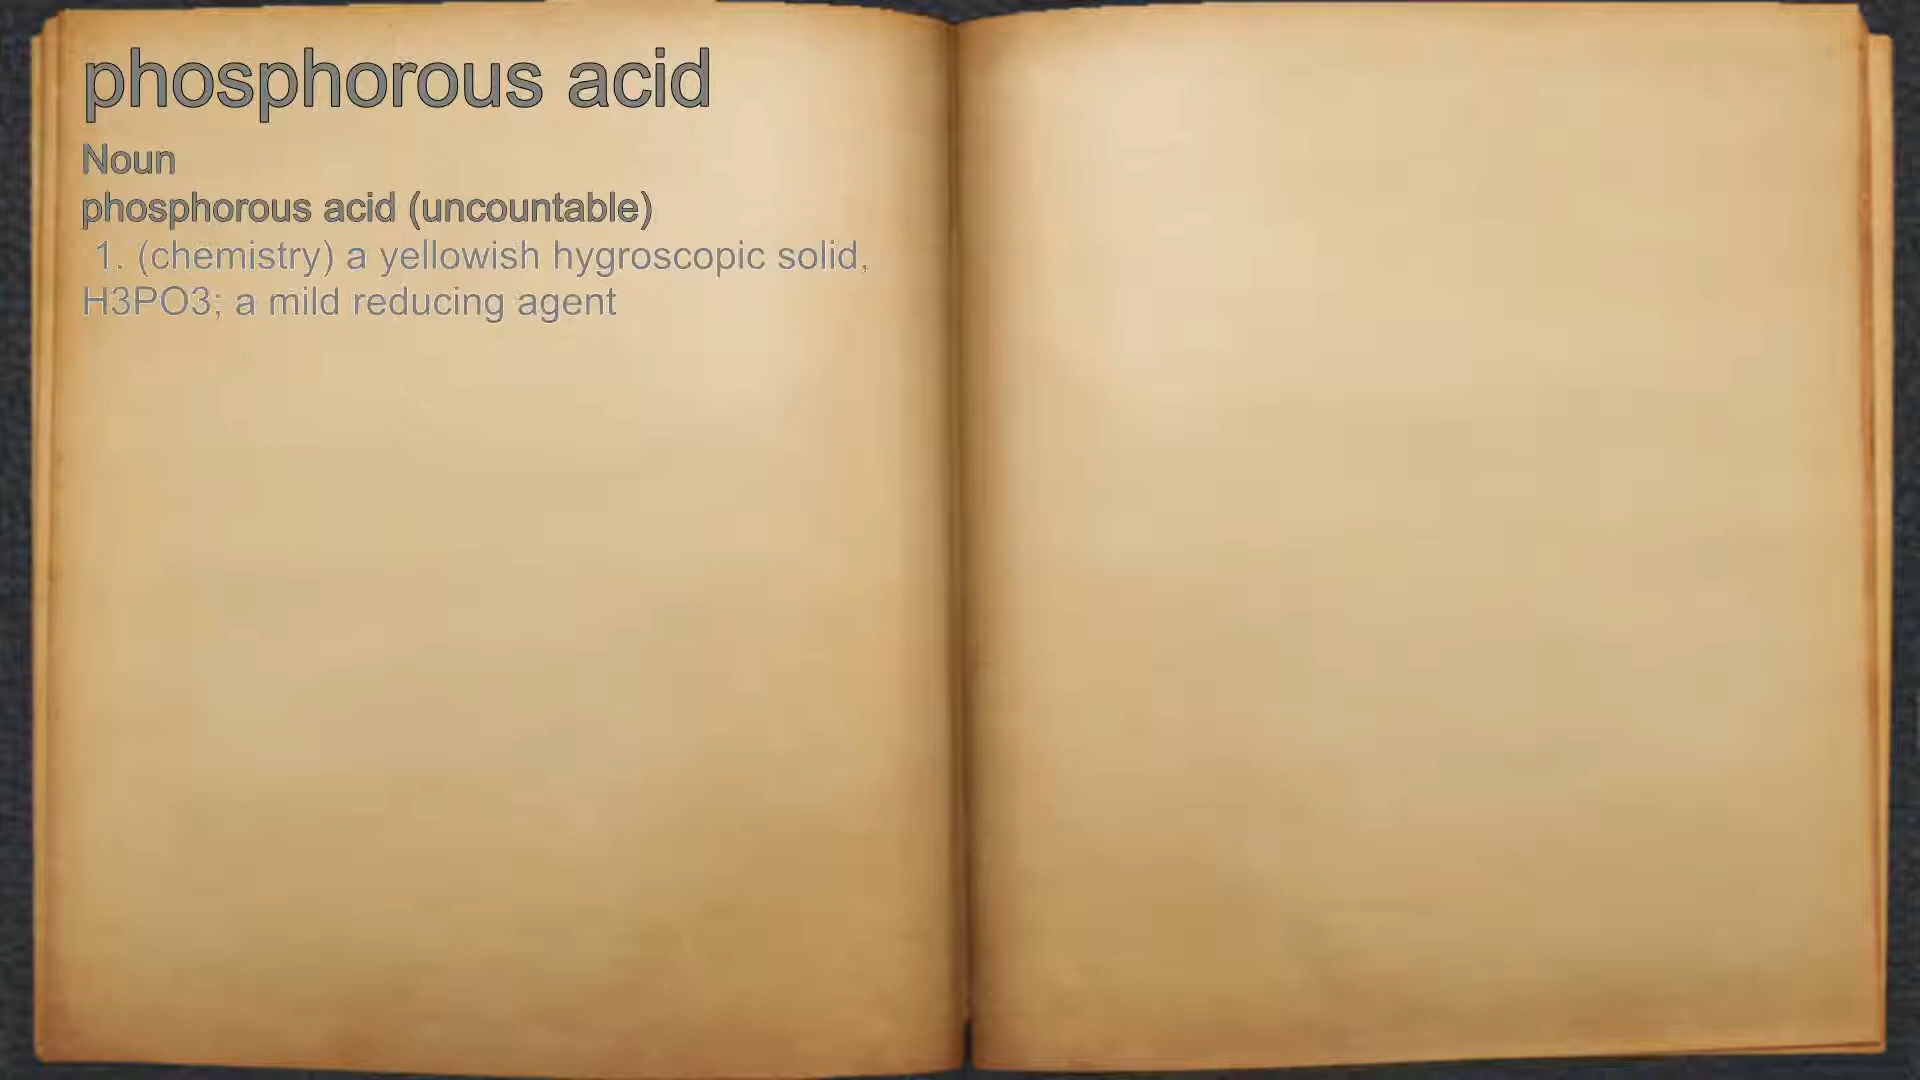 phosphorous acid
Noun
phosphorous acid (uncountable)
1. (chemistry) a yellowish hygroscopic solid,
H3PO3; a mild reducing agent